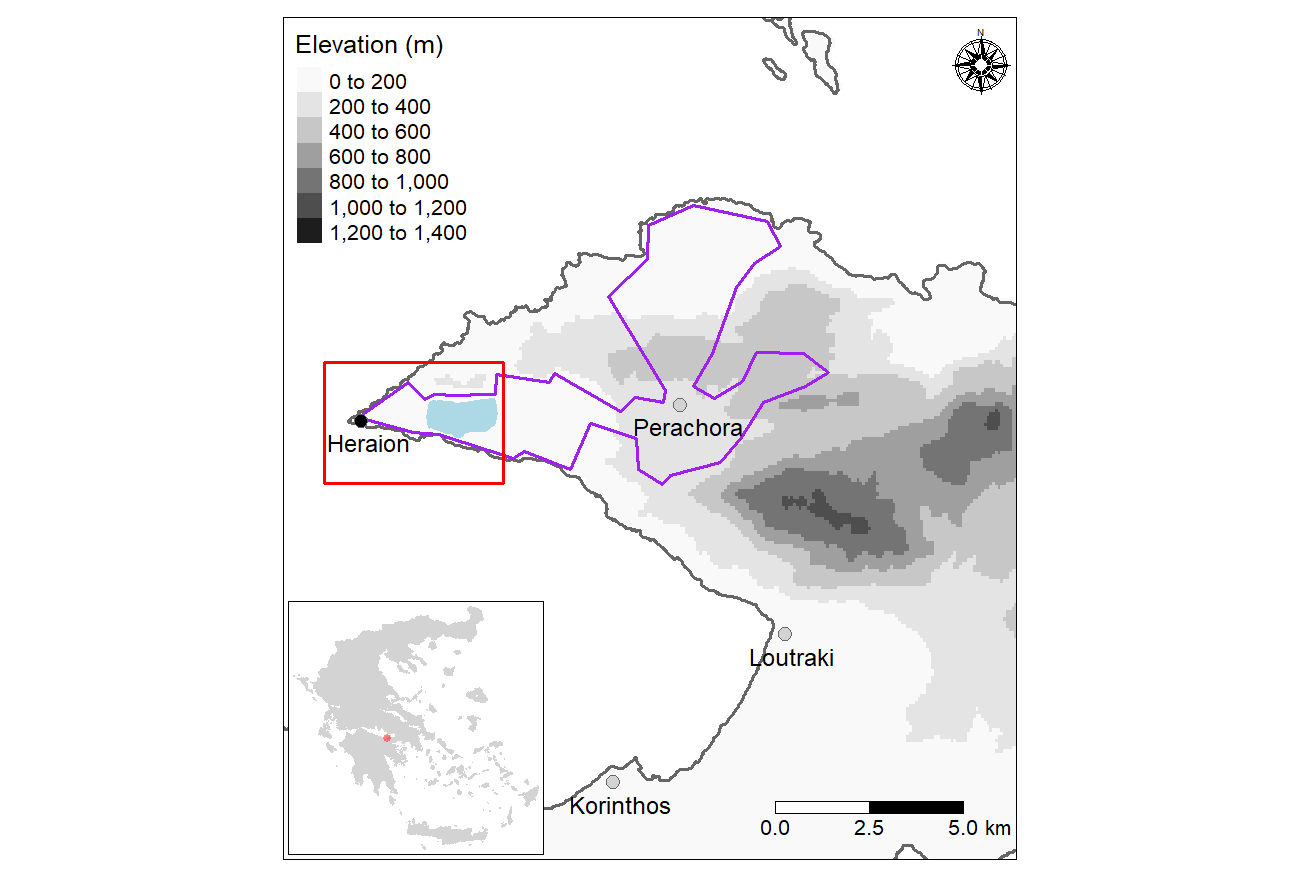 Elevation (m)
0 to 200
200 to 400
400 to 600
600 to 800
800 to 1,000
1,000 to 1,200
1,200 to 1,400
N
Perachora
Heraion
Loutraki
Korinthos
0.0 2.5 5.0 km